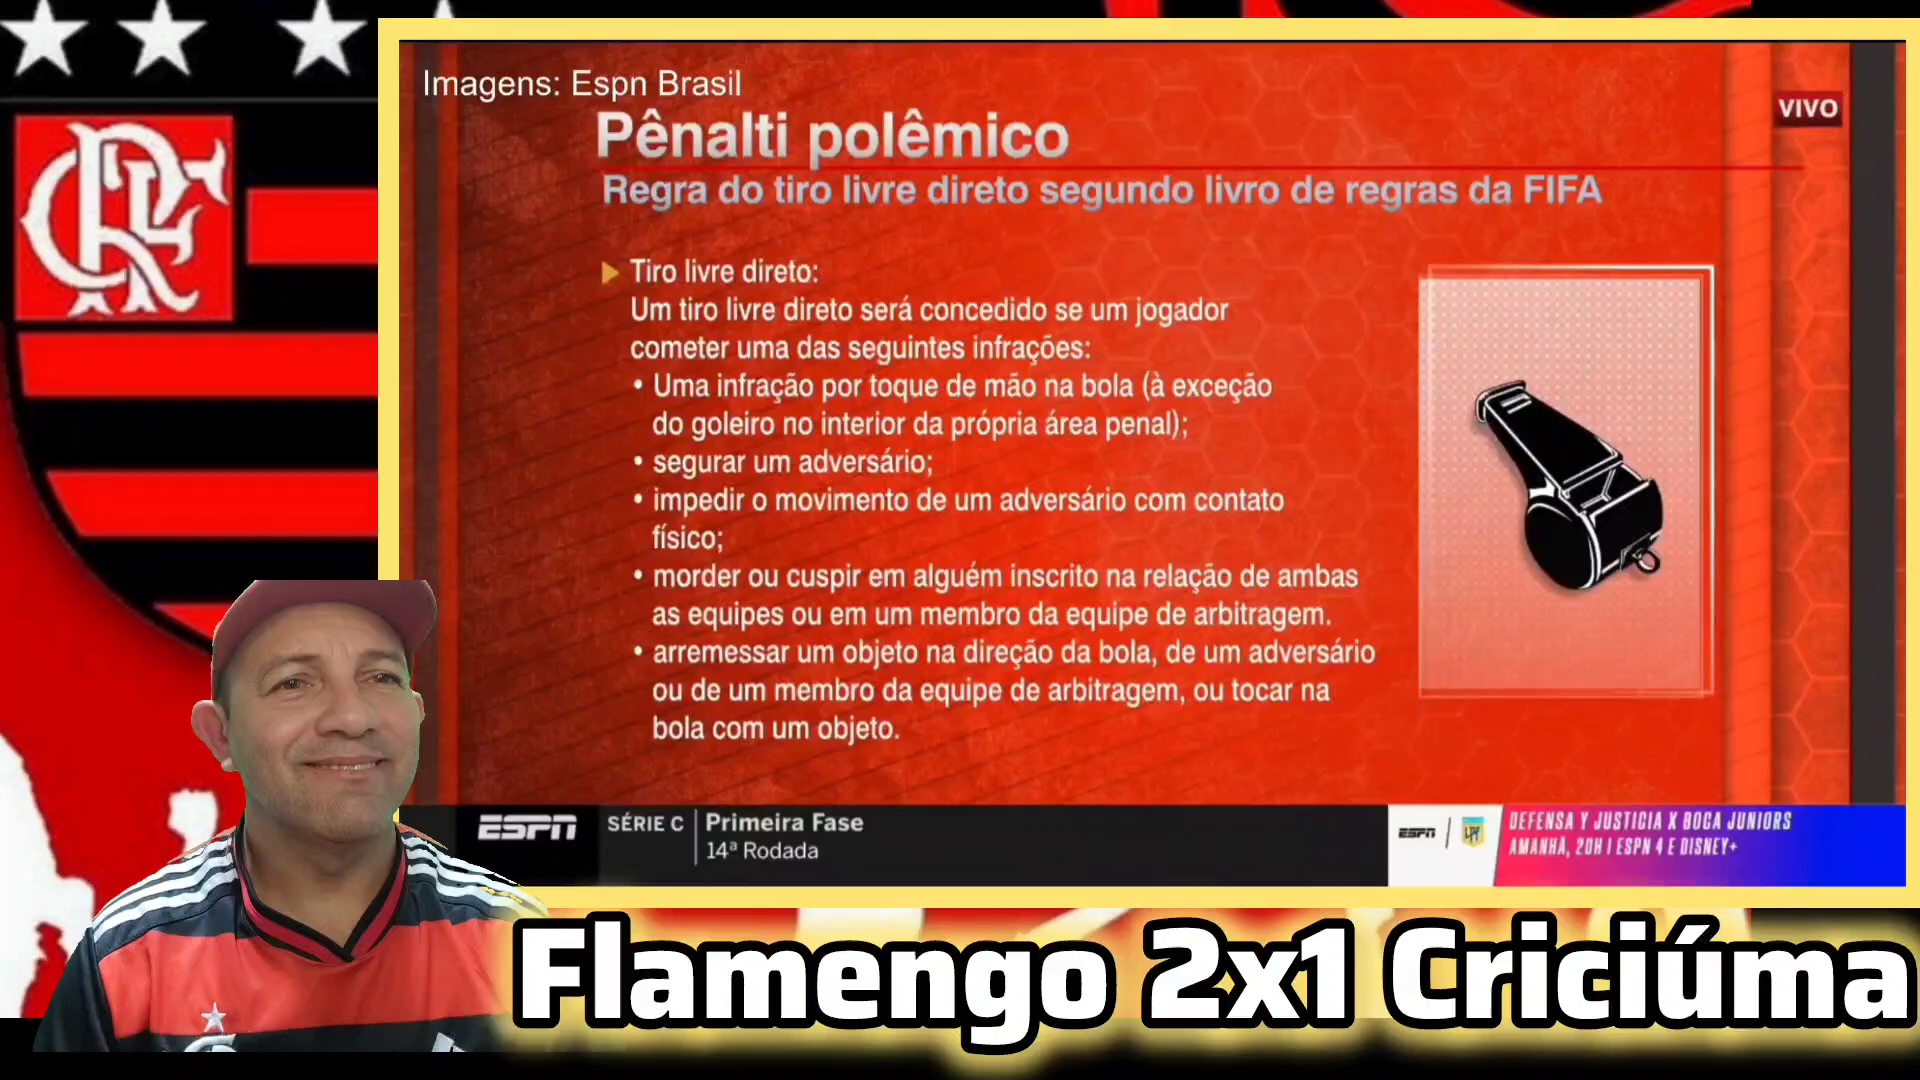 Imagens: Espn Brasil
Pênalti polêmico
VIVO
Regra do tiro livre direto segundo livro de regras da FIFA
Tiro livre direto:
Um tiro livre direto será concedido se um jogador
cometer uma das seguintes infrações:
• Uma infração por toque de mão na bola (à exceção
do goleiro no interior da própria área penal);
• segurar um adversário;
• impedir o movimento de um adversário com contato
físico;
• morder ou cuspir em alguém inscrito na relação de ambas
as equipes ou em um membro da equipe de arbitragem.
• arremessar um objeto na direção da bola, de um adversário
ou de um membro da equipe de arbitragem, ou tocar na
bola com um objeto.
ESPN
SÉRIE C
Primeira Fase
14ª Rodada
ESPN
LPF
DEFENSA Y JUSTICIA X BOCA JUNIORS
AMANHÃ, 20H | ESPN 4 E DISNEY+
Flamengo 2x1 Criciúma